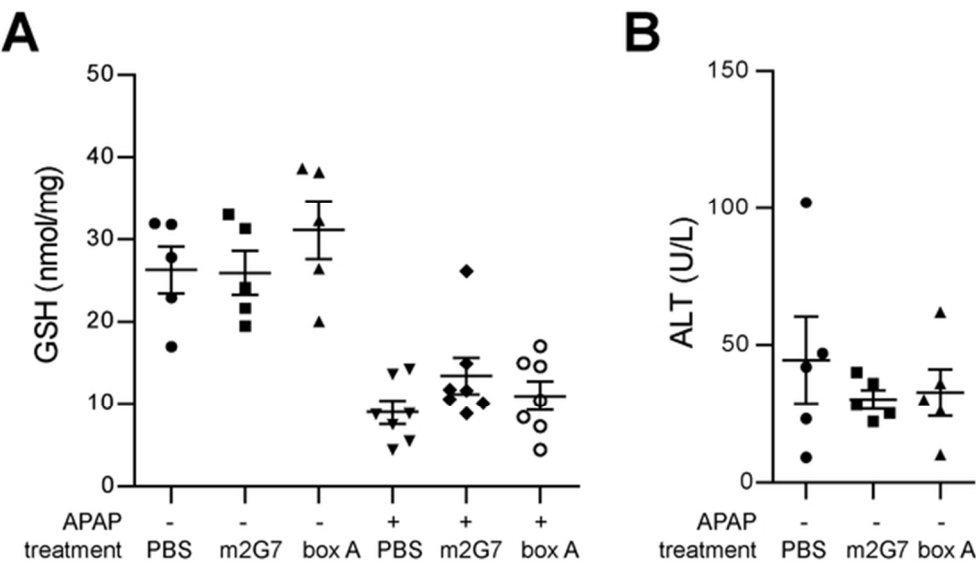 A
GSH (nmol/mg)
50
40
30
20
10
0
APAP - - - + + +
treatment PBS m2G7 box A PBS m2G7 box A
B
ALT (U/L)
150
100
50
0
APAP - - -
treatment PBS m2G7 box A